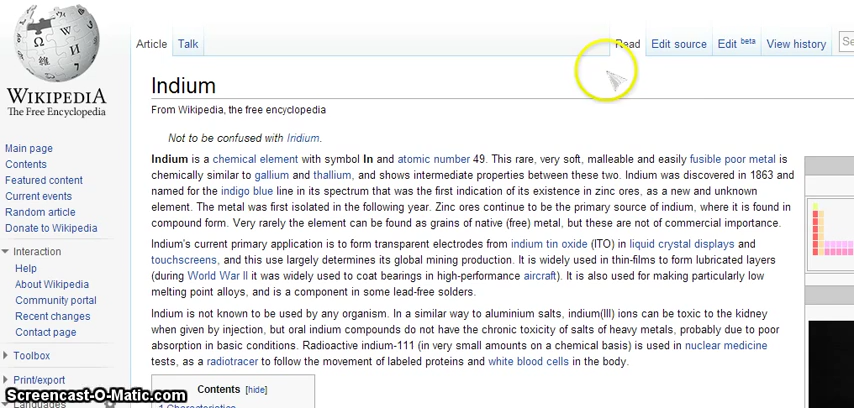 Article Talk Read Edit source Edit beta View history Se
WIKIPEDIA
The Free Encyclopedia
Indium
From Wikipedia, the free encyclopedia
Not to be confused with Iridium.
Main page
Contents
Featured content
Current events
Random article
Donate to Wikipedia
Interaction
Help
About Wikipedia
Community portal
Recent changes
Contact page
Toolbox
Print/export
Languages
Indium is a chemical element with symbol In and atomic number 49. This rare, very soft, malleable and easily fusible poor metal is
chemically similar to gallium and thallium, and shows intermediate properties between these two. Indium was discovered in 1863 and
named for the indigo blue line in its spectrum that was the first indication of its existence in zinc ores, as a new and unknown
element. The metal was first isolated in the following year. Zinc ores continue to be the primary source of indium, where it is found in
compound form. Very rarely the element can be found as grains of native (free) metal, but these are not of commercial importance.
Indium's current primary application is to form transparent electrodes from indium tin oxide (ITO) in liquid crystal displays and
touchscreens, and this use largely determines its global mining production. It is widely used in thin-films to form lubricated layers
(during World War II it was widely used to coat bearings in high-performance aircraft). It is also used for making particularly low
melting point alloys, and is a component in some lead-free solders.
Indium is not known to be used by any organism. In a similar way to aluminium salts, indium(III) ions can be toxic to the kidney
when given by injection, but oral indium compounds do not have the chronic toxicity of salts of heavy metals, probably due to poor
absorption in basic conditions. Radioactive indium-111 (in very small amounts on a chemical basis) is used in nuclear medicine
tests, as a radiotracer to follow the movement of labeled proteins and white blood cells in the body.
Contents [hide]
1 Characteristics
Screencast-O-Matic.com